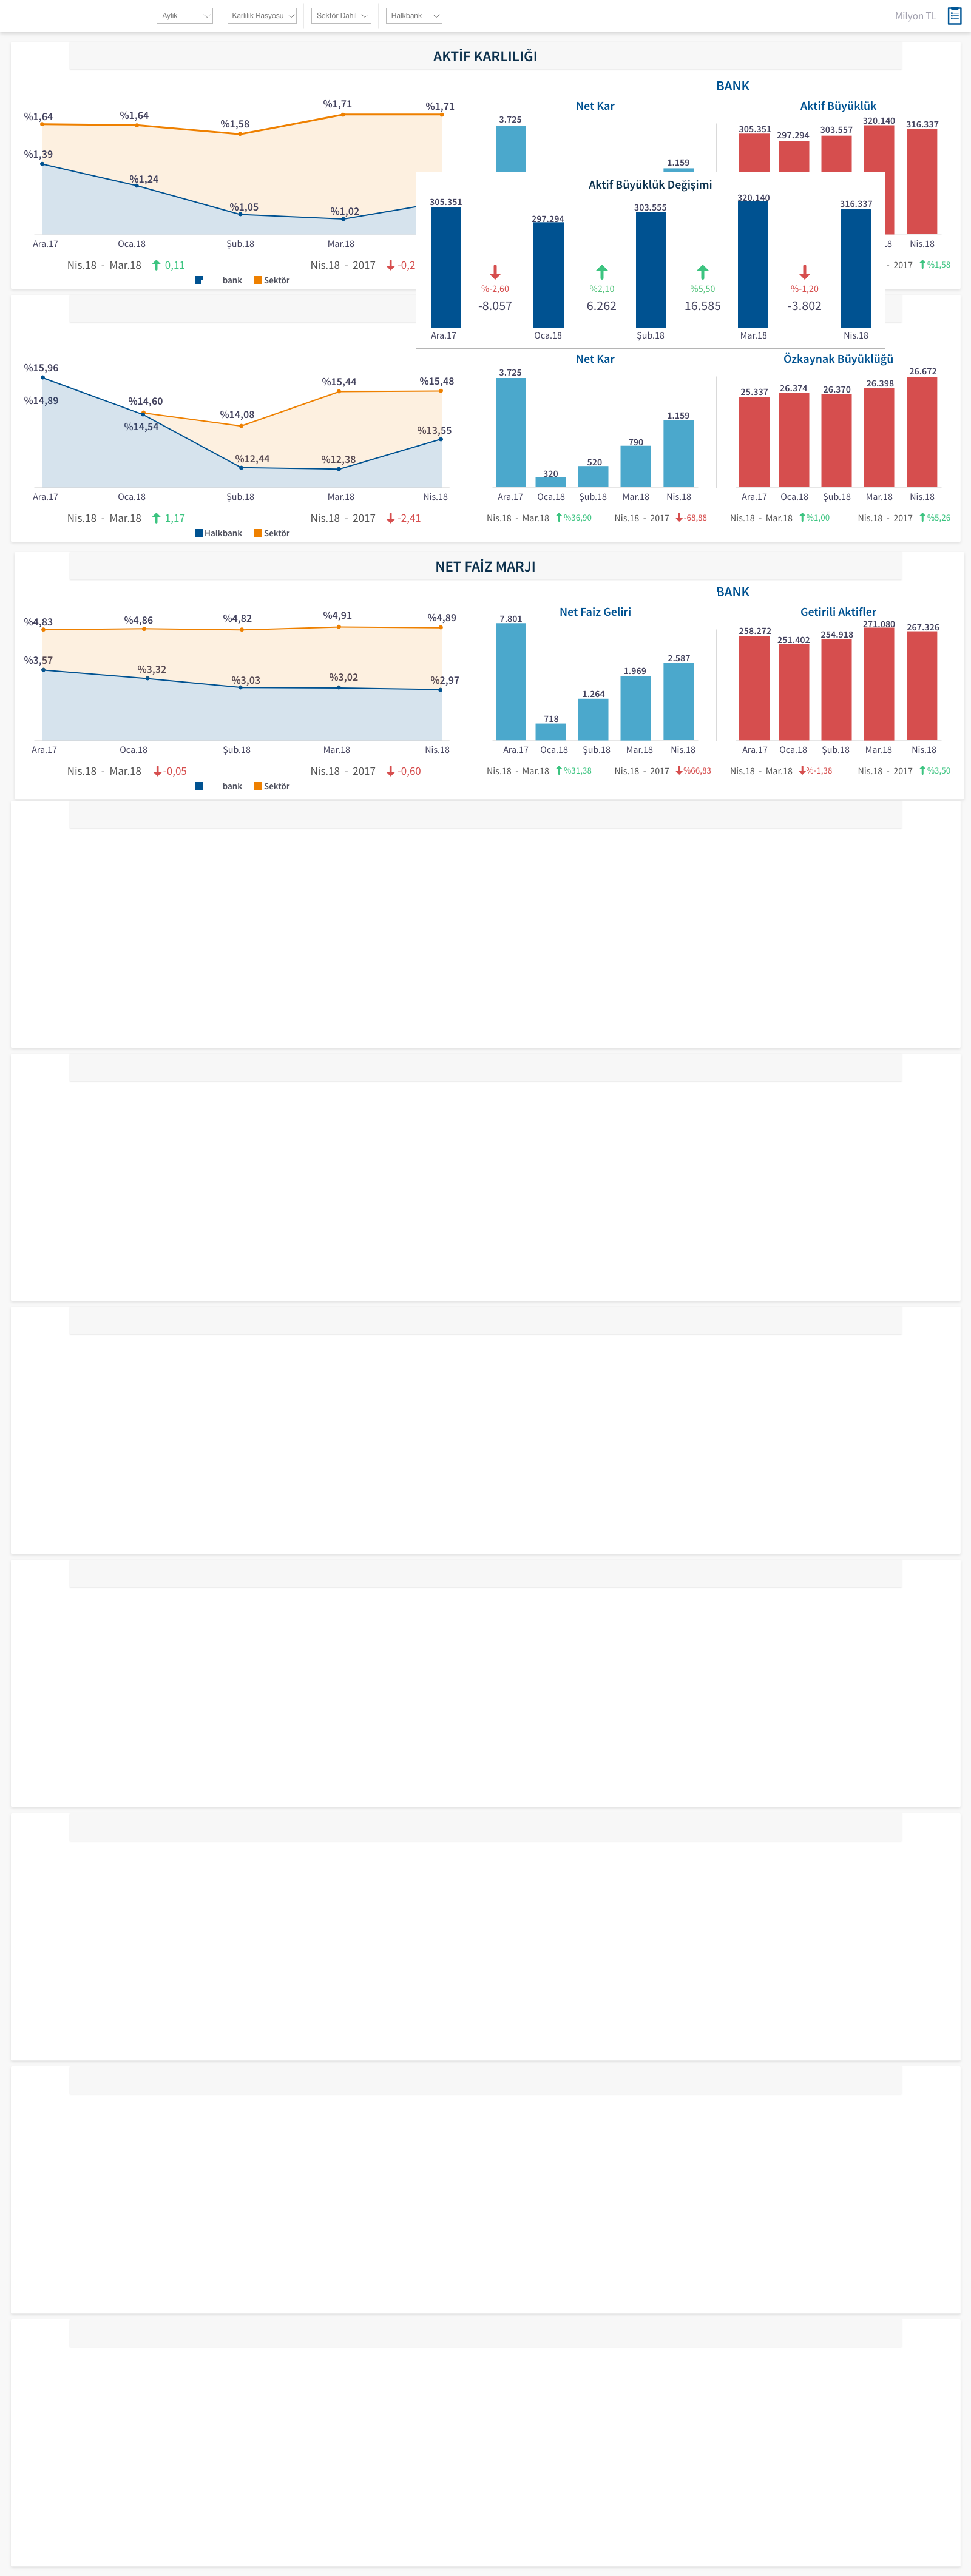 Aylık
Karlılık Rasyosu
Sektör Dahil
Halkbank
Milyon TL
AKTİF KARLILIĞI
BANK
%1,64
%1,64
%1,58
%1,71
%1,71
%1,39
%1,24
%1,05
%1,02
Ara.17
Oca.18
Şub.18
Mar.18
Nis.18 - Mar.18
0,11
Nis.18 - 2017
bank
Sektör
Net Kar
3.725
1.159
Aktif Büyüklük
305.351
297.294
303.557
320.140
316.337
Nis.18
- 2017
%1,58
Aktif Büyüklük Değişimi
305.351
297.294
303.555
320.140
316.337
%-2,60
%2,10
%5,50
%-1,20
-8.057
6.262
16.585
-3.802
Ara.17
Oca.18
Şub.18
Mar.18
Nis.18
%15,96
%14,89
%14,60
%14,54
%14,08
%12,44
%15,44
%12,38
%15,48
%13,55
Ara.17
Oca.18
Şub.18
Mar.18
Nis.18
Nis.18 - Mar.18
1,17
Nis.18 - 2017
-2,41
Halkbank
Sektör
Net Kar
3.725
320
520
790
1.159
Ara.17
Oca.18
Şub.18
Mar.18
Nis.18
Nis.18 - Mar.18
%36,90
Nis.18 - 2017
-68,88
Özkaynak Büyüklüğü
25.337
26.374
26.370
26.398
26.672
Ara.17
Oca.18
Şub.18
Mar.18
Nis.18
Nis.18 - Mar.18
%1,00
Nis.18 - 2017
%5,26
NET FAİZ MARJI
BANK
%4,83
%4,86
%4,82
%4,91
%4,89
%3,57
%3,32
%3,03
%3,02
%2,97
Ara.17
Oca.18
Şub.18
Mar.18
Nis.18
Nis.18 - Mar.18
-0,05
Nis.18 - 2017
-0,60
bank
Sektör
Net Faiz Geliri
7.801
718
1.264
1.969
2.587
Ara.17
Oca.18
Şub.18
Mar.18
Nis.18
Nis.18 - Mar.18
%31,38
Nis.18 - 2017
%66,83
Getirili Aktifler
258.272
251.402
254.918
271.080
267.326
Ara.17
Oca.18
Şub.18
Mar.18
Nis.18
Nis.18 - Mar.18
%-1,38
Nis.18 - 2017
%3,50